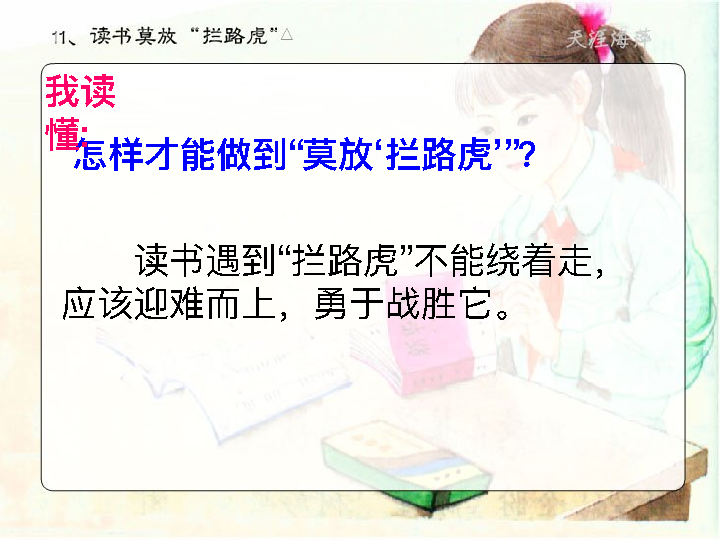 11、读书莫放“拦路虎”△
天涯海萍
我读
懂:
怎样才能做到“莫放‘拦路虎’”？
读书遇到“拦路虎”不能绕着走，
应该迎难而上，勇于战胜它。